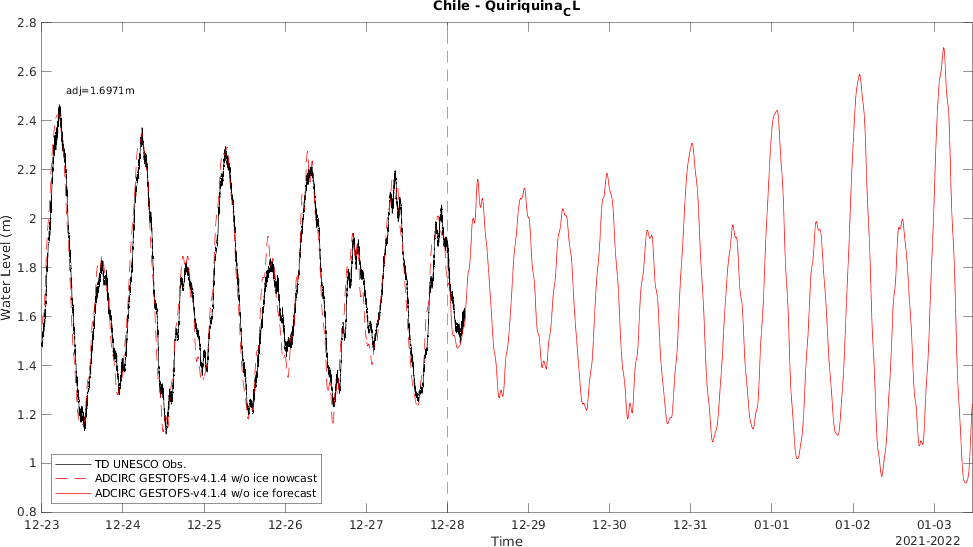 Chile - Quiriquina_CL
adj=1.6971m
Water Level (m)
2.8
2.6
2.4
2.2
2
1.8
1.6
1.4
1.2
1
0.8
TD UNESCO Obs.
ADCIRC GESTOFS-v4.1.4 w/o ice nowcast
ADCIRC GESTOFS-v4.1.4 w/o ice forecast
12-23 12-24 12-25 12-26 12-27 12-28 12-29 12-30 12-31 01-01 01-02 01-03
Time
2021-2022